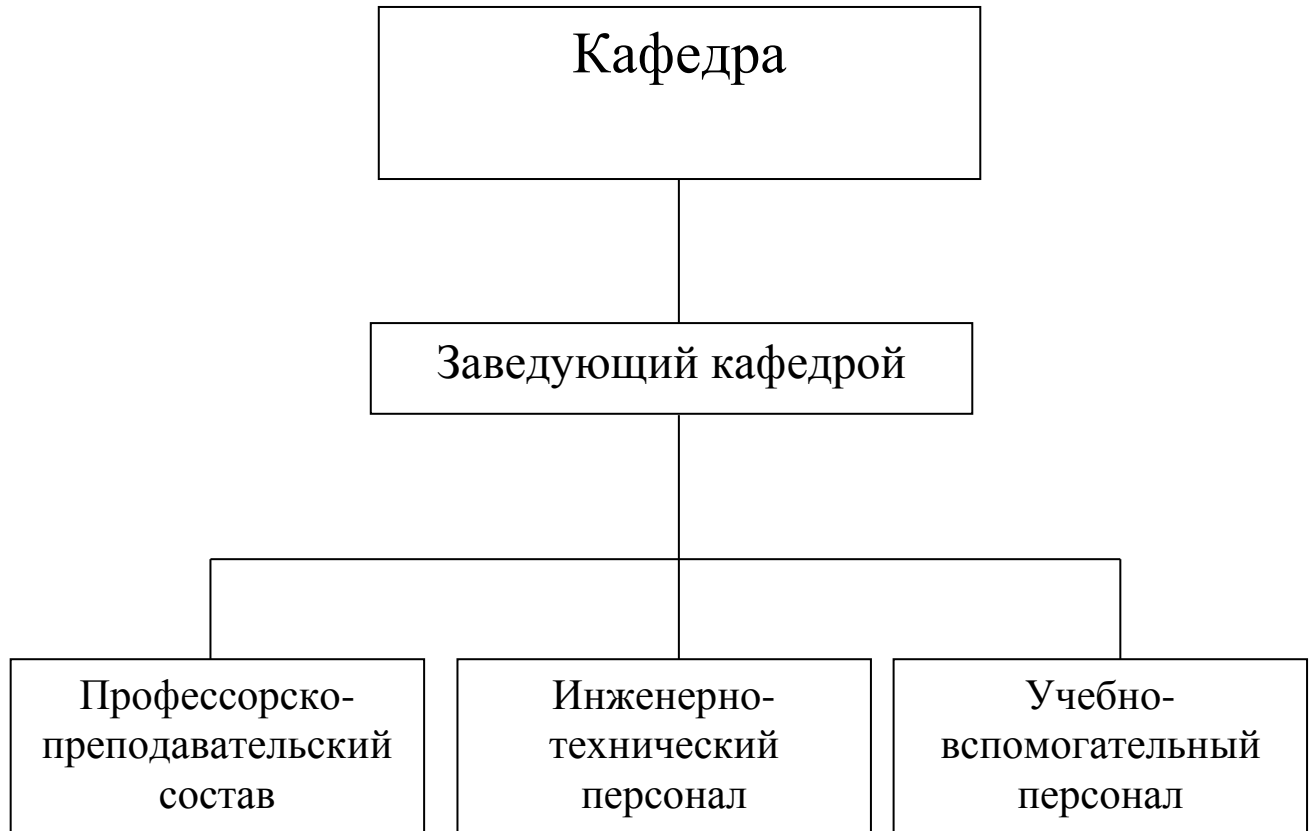 Кафедра
Заведующий кафедрой
Профессорско-
преподавательский
состав
Инженерно-
технический
персонал
Учебно-
вспомогательный
персонал